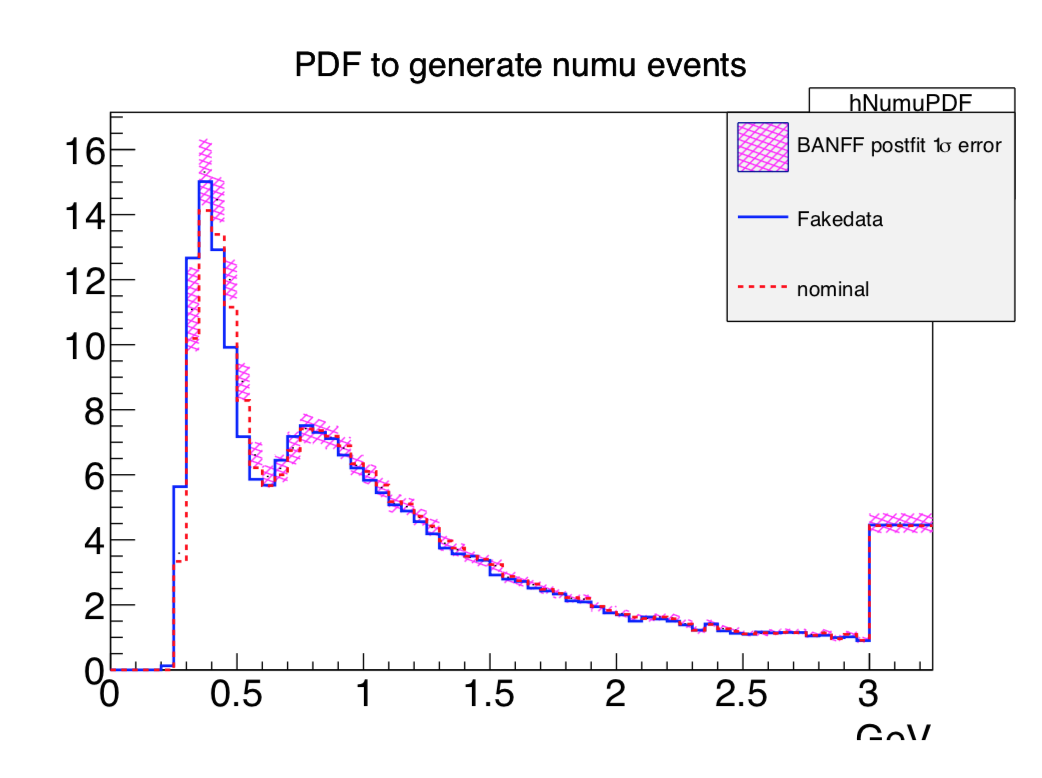 PDF to generate numu events
hNumuPDF
BANFF postfit 1σ error
Fakedata
nominal
16
14
12
10
8
6
4
2
0
0 0.5 1 1.5 2 2.5 3
GeV